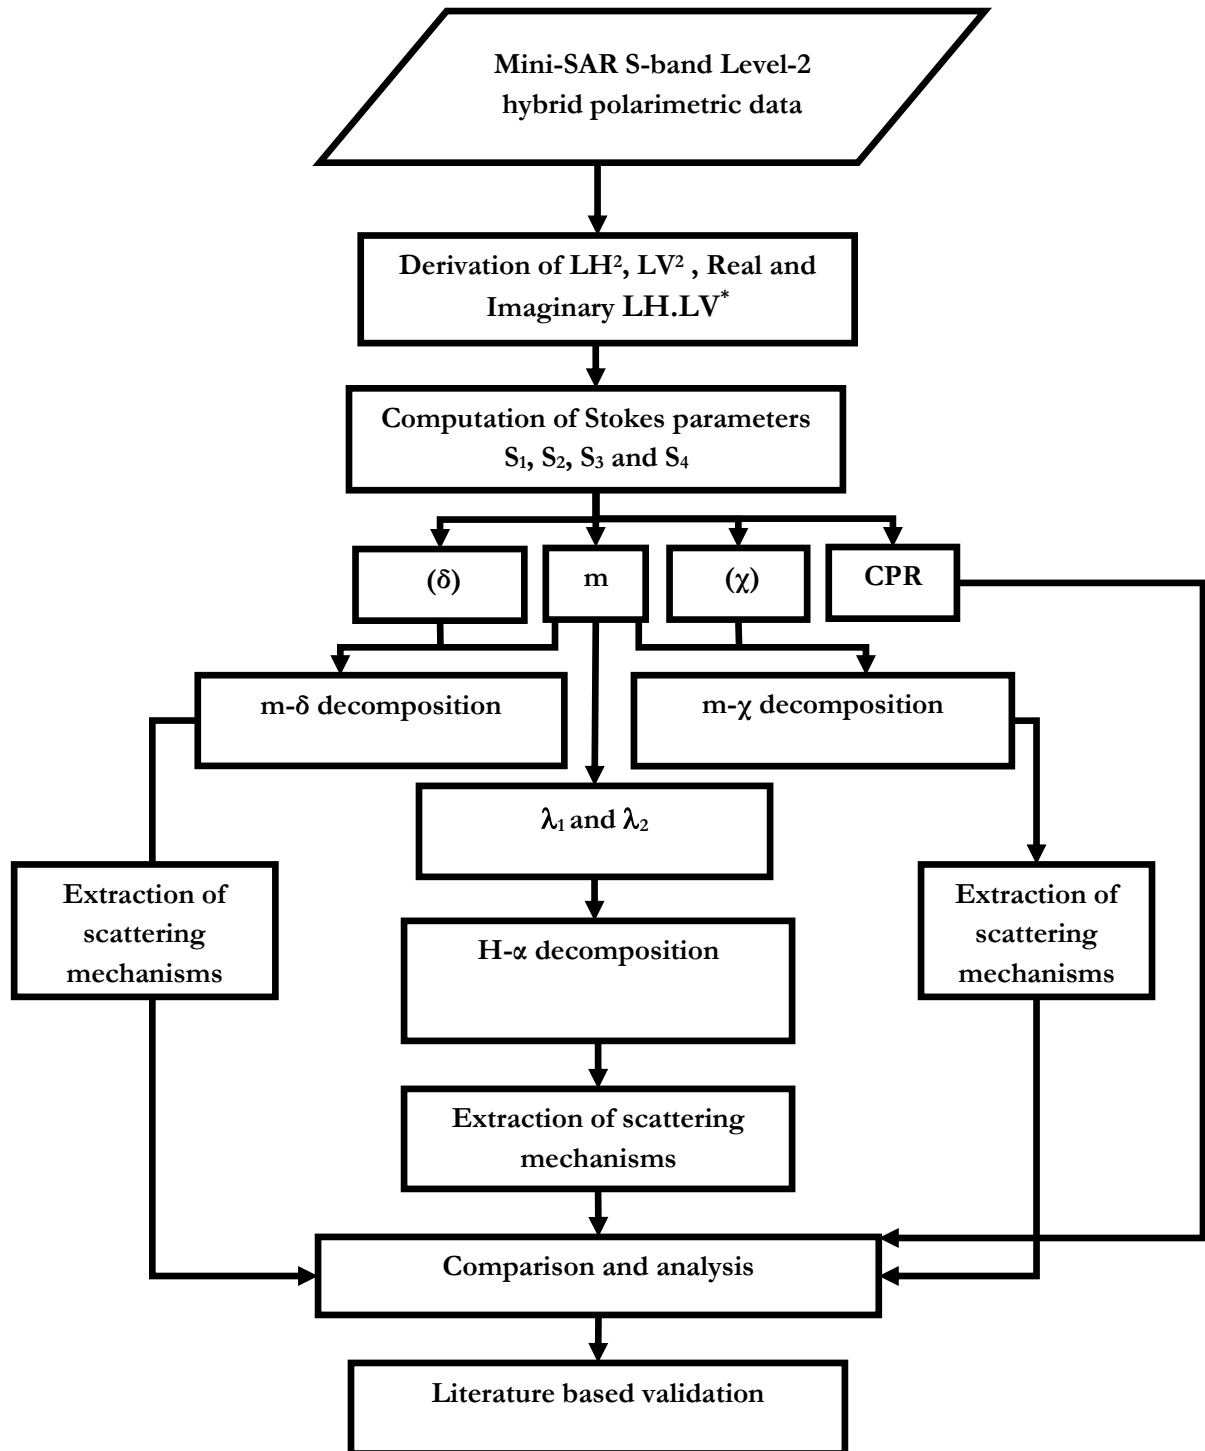 Mini-SAR S-band Level-2
hybrid polarimetric data
Derivation of LH², LV² , Real and
Imaginary LH.LV*
Computation of Stokes parameters
S₁, S₂, S₃ and S₄
(δ)
m
(χ)
CPR
m-δ decomposition
m-χ decomposition
λ₁ and λ₂
Extraction of
scattering
mechanisms
H-α decomposition
Extraction of
scattering
mechanisms
Extraction of scattering
mechanisms
Comparison and analysis
Literature based validation